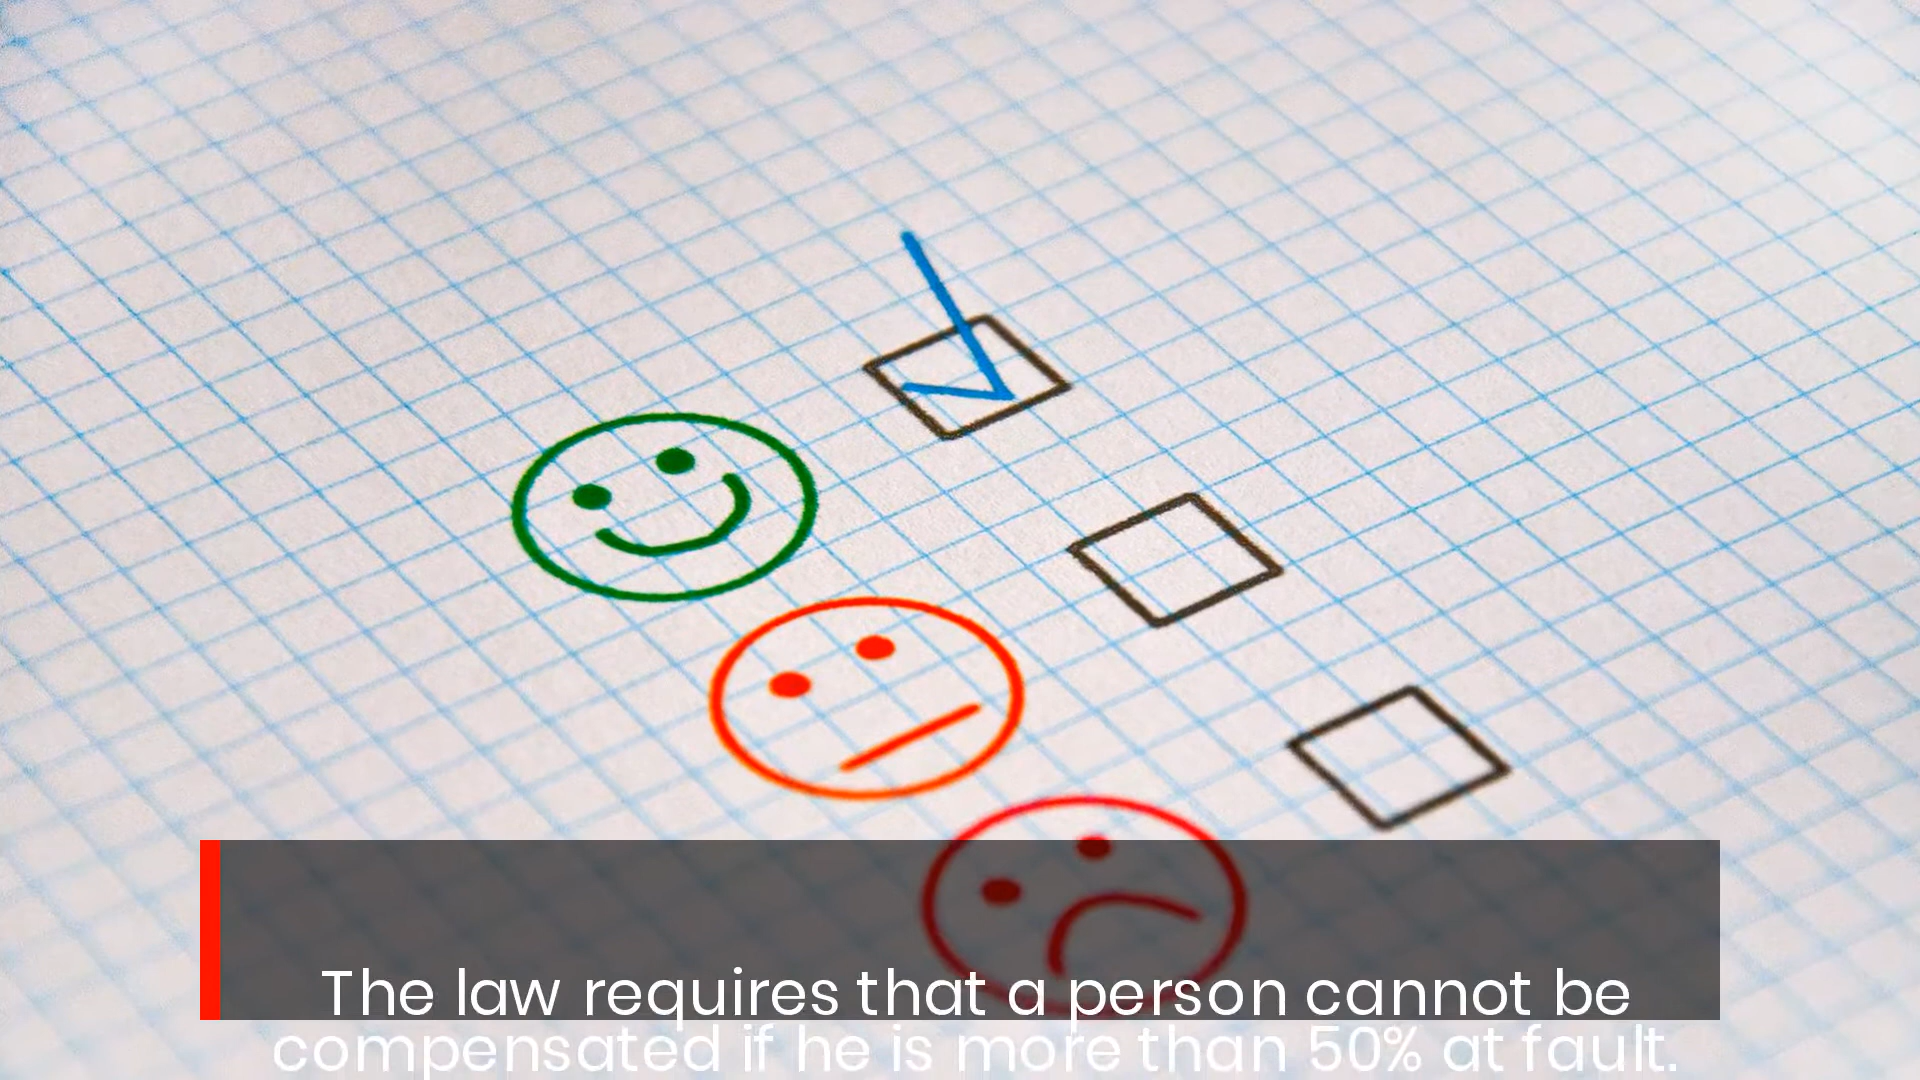 The law requires that a person cannot be
compensated if he is more than 50% at fault.